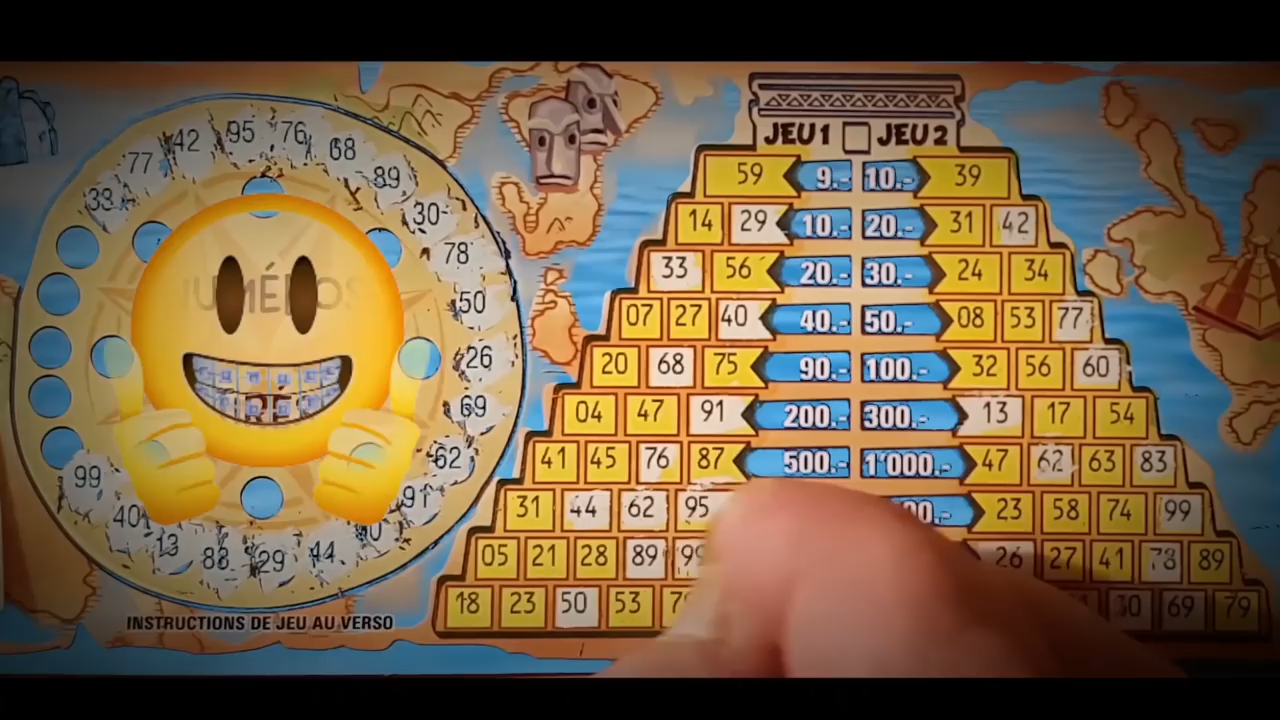 42 95 76 68
77 89
33 30
78
50
26
69
62
99 91
40
13 29 44
NUMÉROS
INSTRUCTIONS DE JEU AU VERSO
JEU 1 JEU 2
59 9.- 10.- 39
14 29 10.- 20.- 31 42
33 56 20.- 30.- 24 34
07 27 40 40.- 50.- 08 53 77
20 68 75 90.- 100.- 32 56 60
04 47 91 200.- 300.- 13 17 54
41 45 76 87 500.- 1'000.- 47 62 63 83
31 44 62 95 23 58 74 99
05 21 28 89 99 26 27 41 78 89
18 23 50 53 69 79